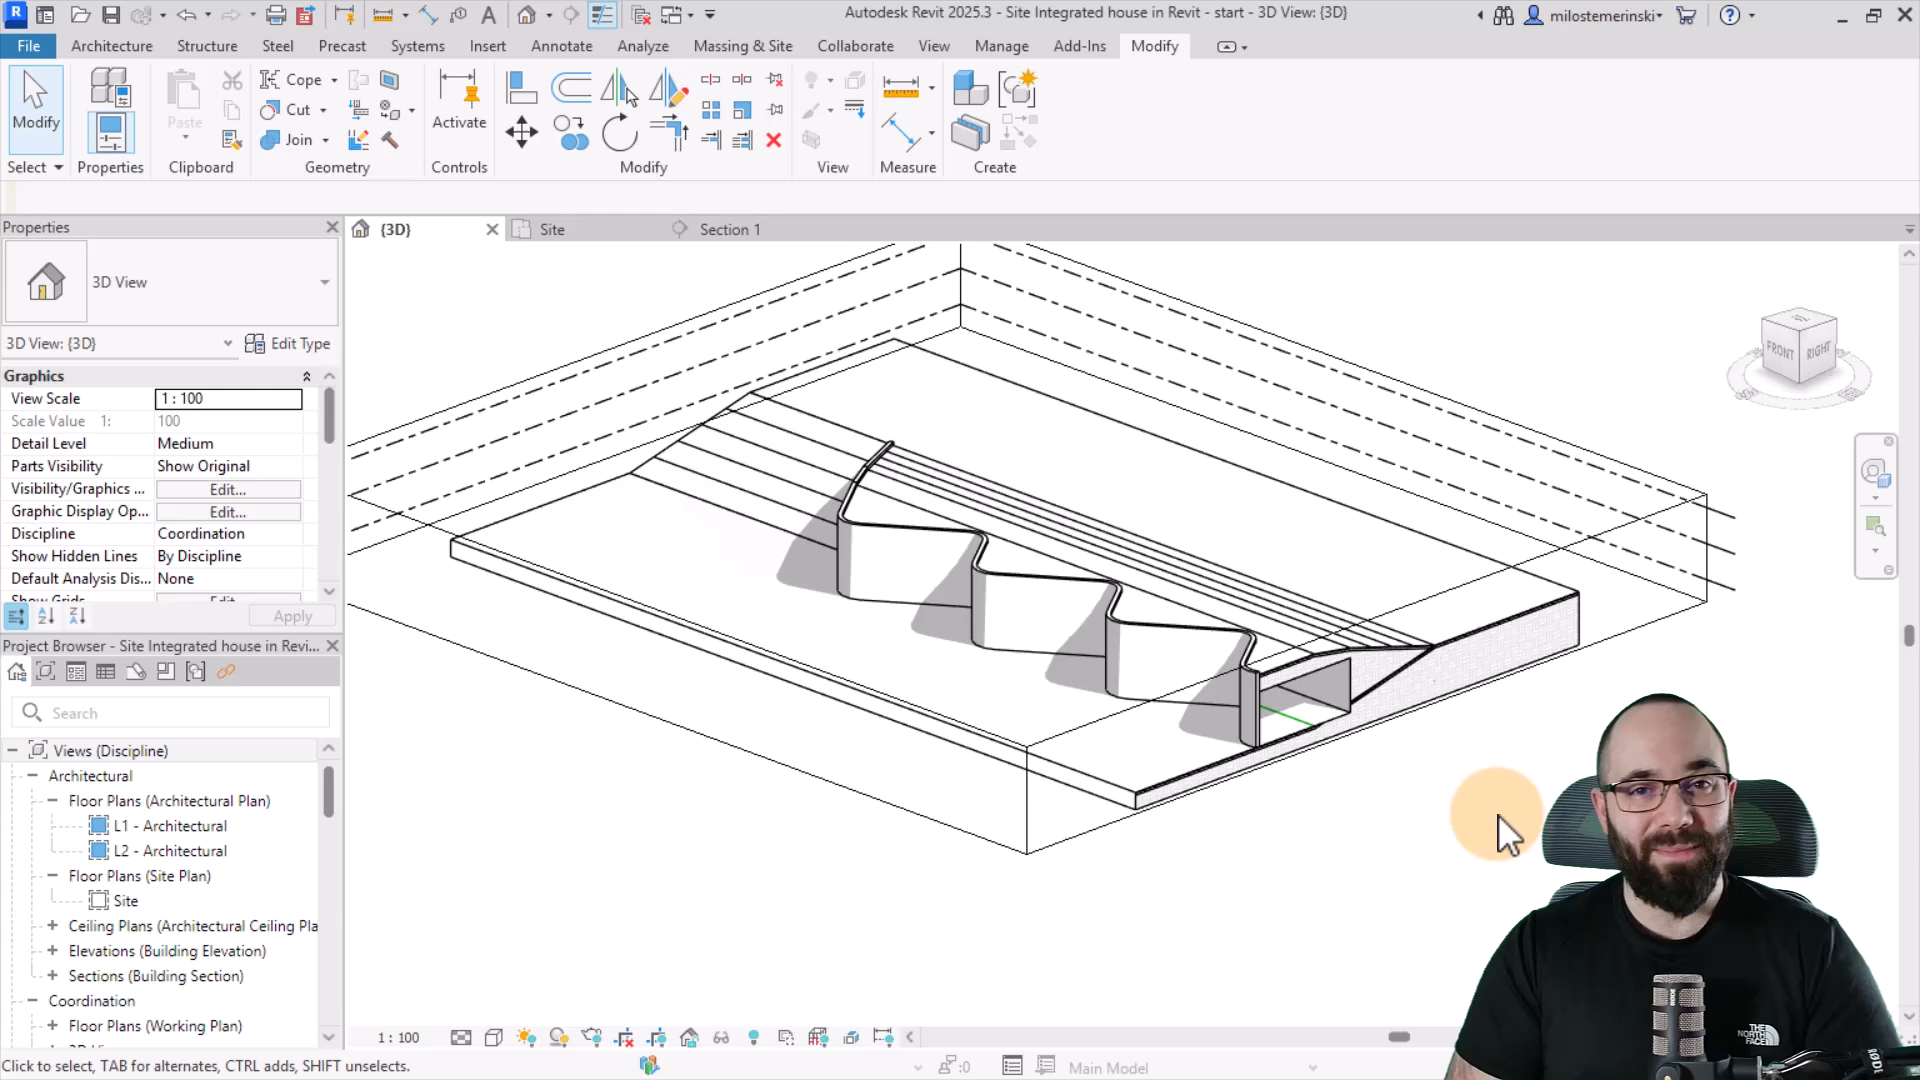 Autodesk Revit 2025.3 - Site Integrated house in Revit - start - 3D View: {3D}
milostemerinski
File Architecture Structure Steel Precast Systems Insert Annotate Analyze Massing & Site Collaborate View Manage Add-Ins Modify
Modify
Select
Properties
Paste
Clipboard
Cope
Cut
Join
Geometry
Activate
Controls
Modify
View
Measure
Create
Properties
{3D}
Site
Section 1
3D View
3D View: {3D}
Edit Type
Graphics
View Scale 1 : 100
Scale Value 1: 100
Detail Level Medium
Parts Visibility Show Original
Visibility/Graphics ... Edit...
Graphic Display Op... Edit...
Discipline Coordination
Show Hidden Lines By Discipline
Default Analysis Dis... None
Show Grids Edit
Apply
FRONT
RIGHT
Project Browser - Site Integrated house in Revi...
Search
Views (Discipline)
Architectural
Floor Plans (Architectural Plan)
L1 - Architectural
L2 - Architectural
Floor Plans (Site Plan)
Site
Ceiling Plans (Architectural Ceiling Pla
Elevations (Building Elevation)
Sections (Building Section)
Coordination
Floor Plans (Working Plan)
1 : 100
Click to select, TAB for alternates, CTRL adds, SHIFT unselects.
:0
Main Model
THE
NORTH
FACE